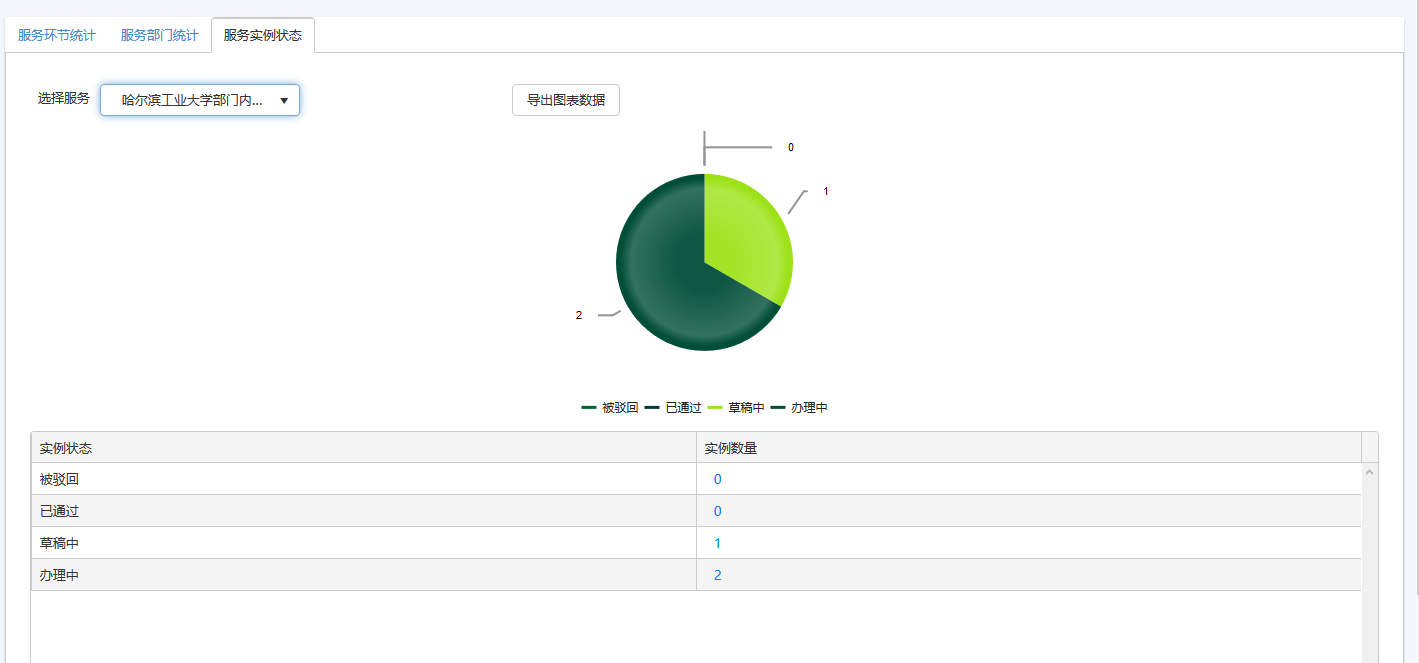 服务环节统计 服务部门统计 服务实例状态
选择服务 哈尔滨工业大学部门内... 导出图表数据
0
1
2
被驳回 已通过 草稿中 办理中
实例状态 实例数量
被驳回 0
已通过 0
草稿中 1
办理中 2